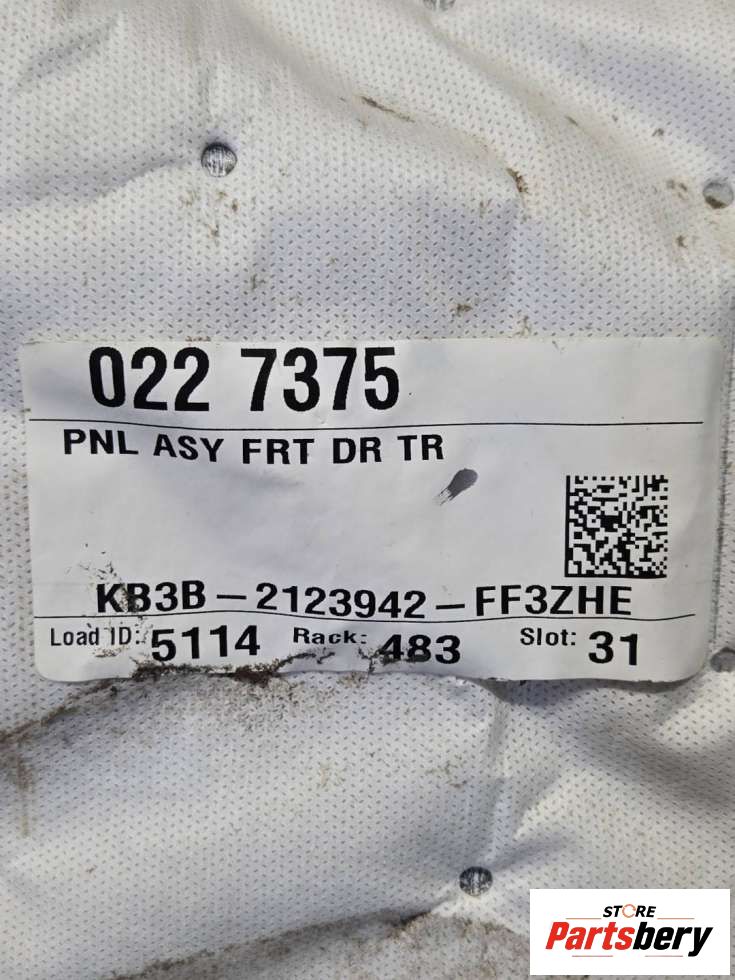 022 7375
PNL ASY FRT DR TR
KB3B-2123942-FF3ZHE
Load ID: 5114 Rack: 483 Slot: 31
STORE
Partsbery